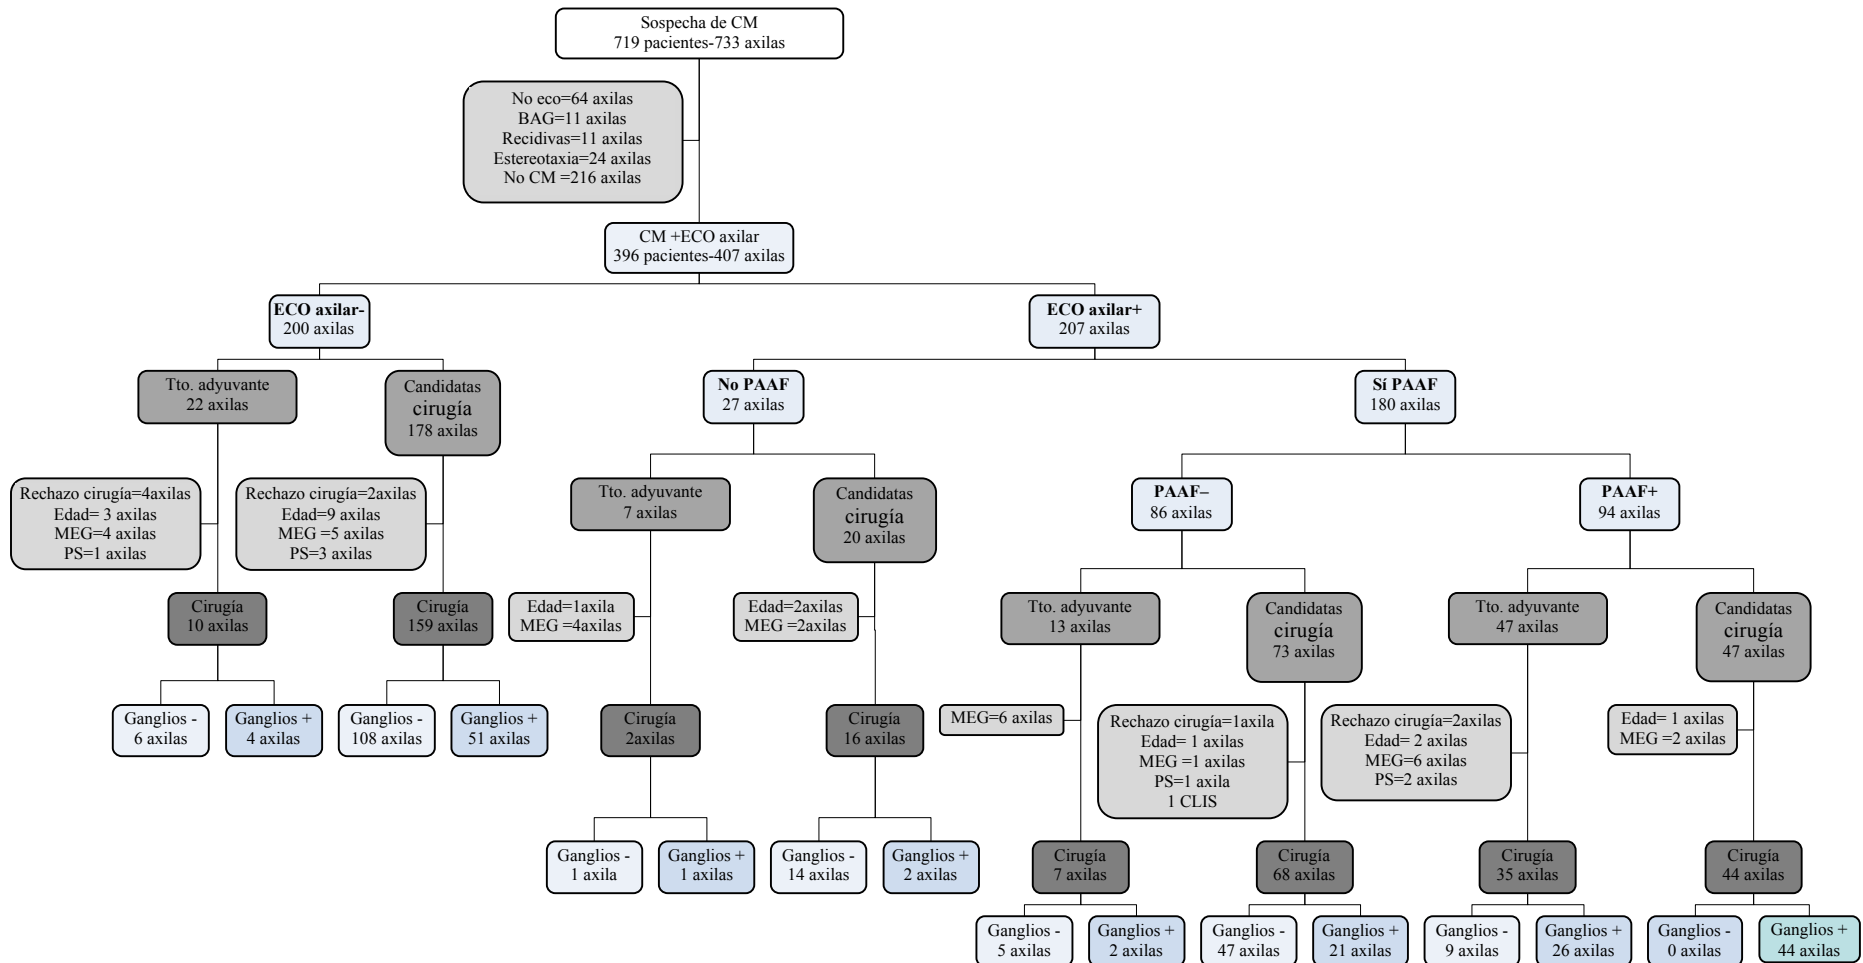 Sospecha de CM
719 pacientes-733 axilas
No eco=64 axilas
BAG=11 axilas
Recidivas=11 axilas
Estereotaxia=24 axilas
No CM =216 axilas
CM +ECO axilar
396 pacientes-407 axilas
ECO axilar-
200 axilas
ECO axilar+
207 axilas
Tto. adyuvante
22 axilas
Candidatas
cirugía
178 axilas
No PAAF
27 axilas
Sí PAAF
180 axilas
Rechazo cirugía=4axilas
Edad= 3 axilas
MEG=4 axilas
PS=1 axilas
Rechazo cirugía=2axilas
Edad=9 axilas
MEG =5 axilas
PS=3 axilas
Tto. adyuvante
7 axilas
Candidatas
cirugía
20 axilas
PAAF–
86 axilas
PAAF+
94 axilas
Cirugía
10 axilas
Cirugía
159 axilas
Edad=1axila
MEG =4axilas
Edad=2axilas
MEG =2axilas
Tto. adyuvante
13 axilas
Candidatas
cirugía
73 axilas
Tto. adyuvante
47 axilas
Candidatas
cirugía
47 axilas
Ganglios -
6 axilas
Ganglios +
4 axilas
Ganglios -
108 axilas
Ganglios +
51 axilas
Cirugía
2axilas
Cirugía
16 axilas
MEG=6 axilas
Rechazo cirugía=1axila
Edad= 1 axilas
MEG =1 axilas
PS=1 axila
1 CLIS
Rechazo cirugía=2axilas
Edad= 2 axilas
MEG=6 axilas
PS=2 axilas
Edad= 1 axilas
MEG =2 axilas
Ganglios -
1 axila
Ganglios +
1 axilas
Ganglios -
14 axilas
Ganglios +
2 axilas
Cirugía
7 axilas
Cirugía
68 axilas
Cirugía
35 axilas
Cirugía
44 axilas
Ganglios -
5 axilas
Ganglios +
2 axilas
Ganglios -
47 axilas
Ganglios +
21 axilas
Ganglios -
9 axilas
Ganglios +
26 axilas
Ganglios -
0 axilas
Ganglios +
44 axilas